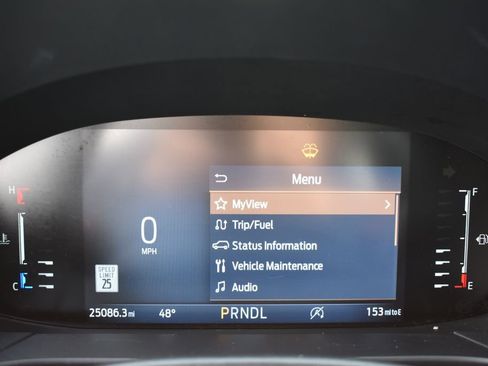 H
F
Menu
MyView
0
Trip/Fuel
MPH
Status Information
SPEED
LIMIT
25
Vehicle Maintenance
C
E
Audio
25086.3 mi 48° PRNDL 153 mi to E